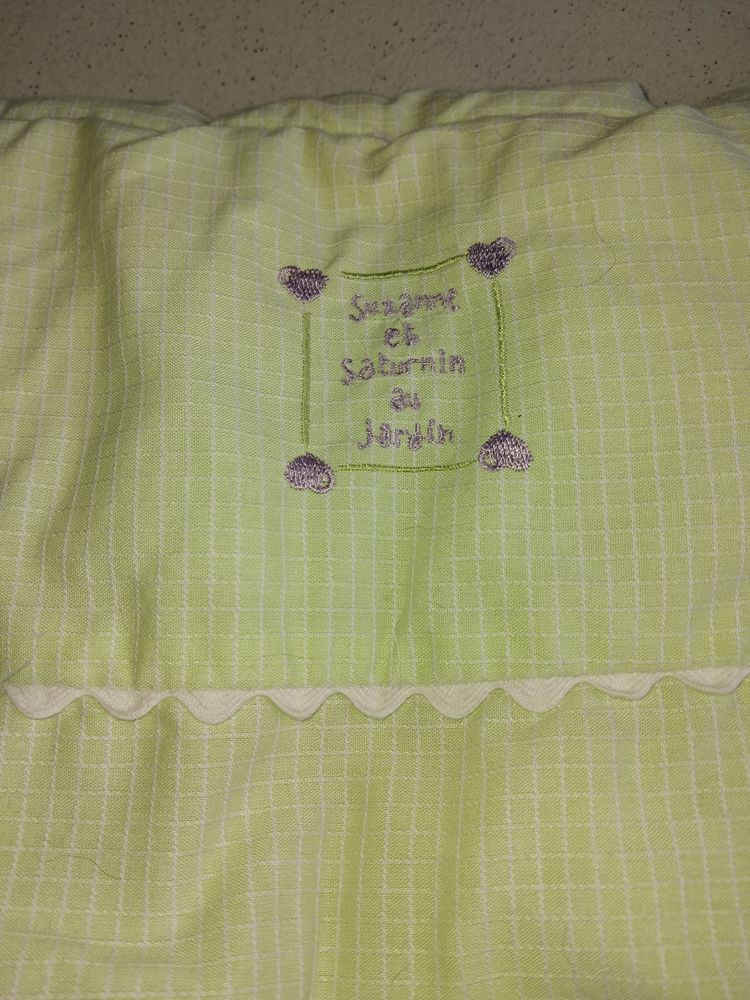 Suzanne
et
Saturnin
au
jardin